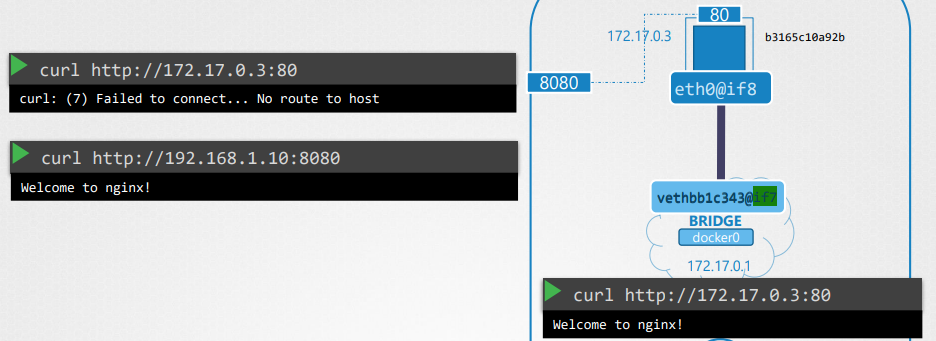 curl http://172.17.0.3:80
curl: (7) Failed to connect... No route to host
curl http://192.168.1.10:8080
Welcome to nginx!
80
172.17.0.3
b3165c10a92b
8080
eth0@if8
vethbb1c343@if7
BRIDGE
docker0
172.17.0.1
curl http://172.17.0.3:80
Welcome to nginx!